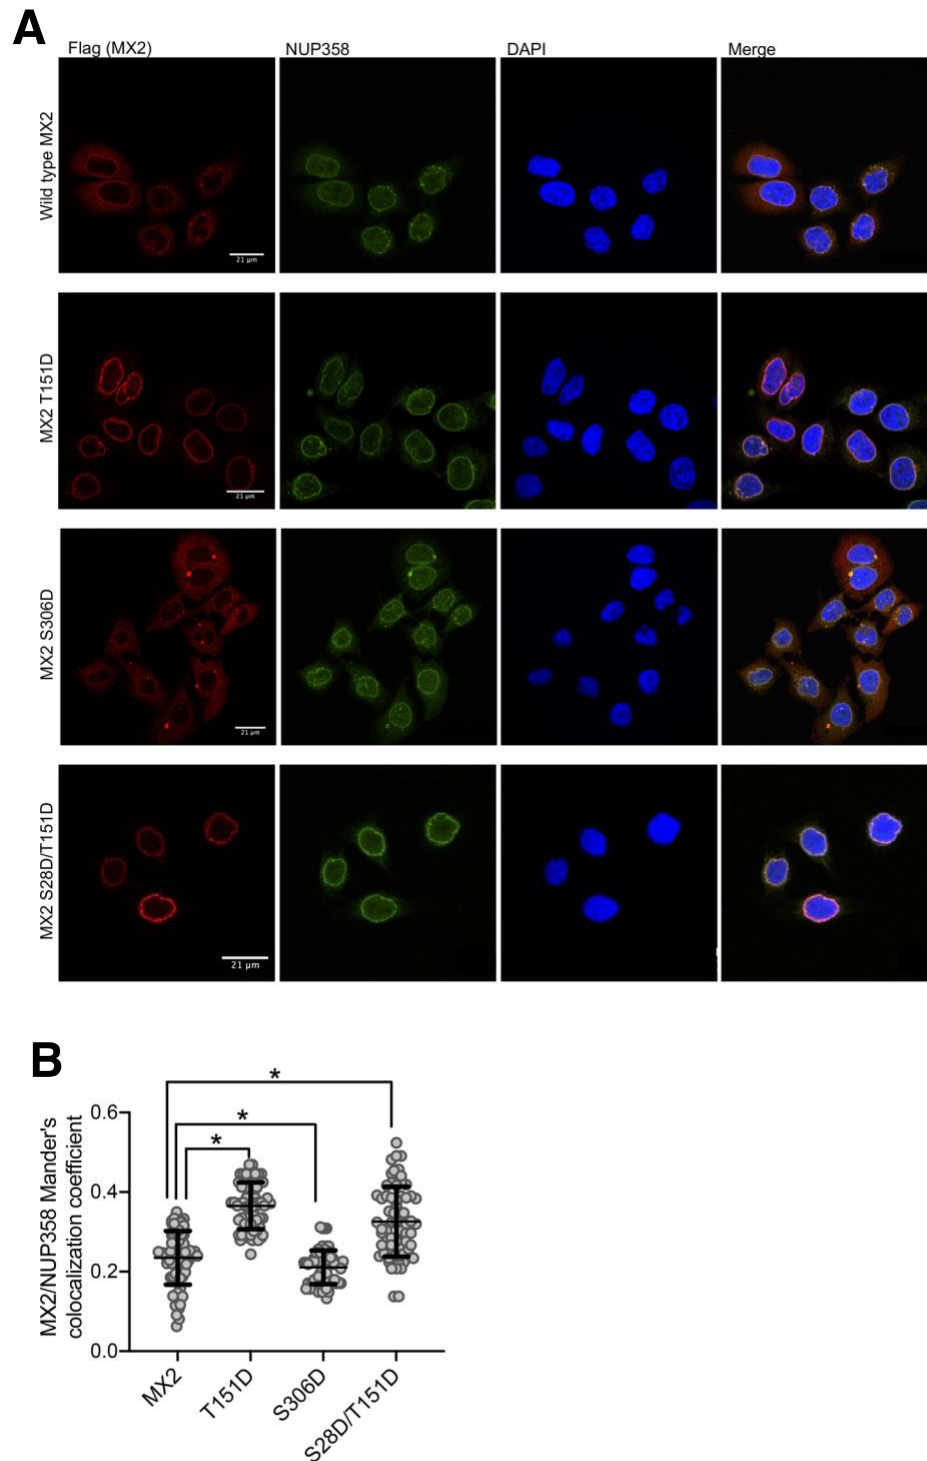 A
Flag (MX2) NUP358 DAPI Merge
Wild type MX2
21 µm
MX2 T151D
21 µm
MX2 S306D
21 µm
MX2 S28D/T151D
21 µm
B
MX2/NUP358 Mander's
colocalization coefficient
0.6
0.4
0.2
0.0
*
*
*
MX2
T151D
S306D
S28D/T151D